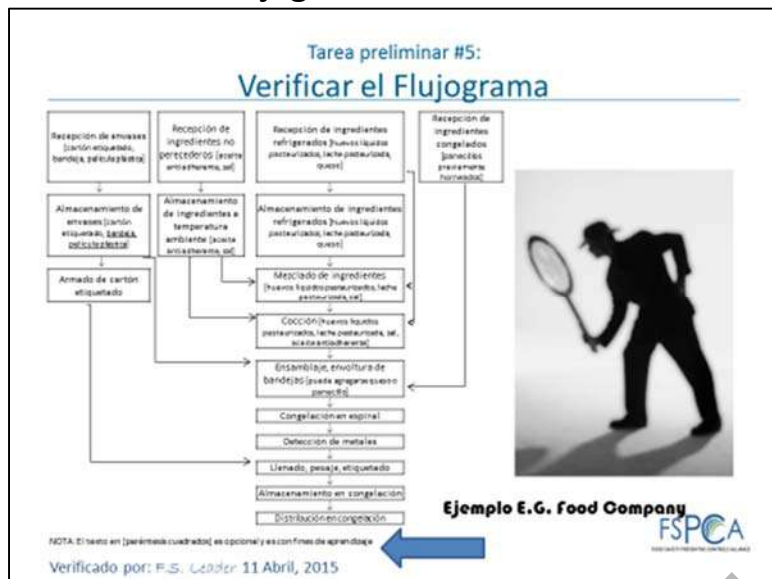 Tarea preliminar #5:
Verificar el Flujograma
Recepción de envases
[cartón etiquetado,
bandeja, película plástica]
Recepción de
ingredientes no
perecederos [aceite
antiadherente, sal]
Recepción de ingredientes
refrigerados [huevos líquidos
pasteurizados, leche pasteurizada,
queso]
Recepción de
ingredientes
congelados
[panecillos
previamente
horneados]
Almacenamiento de
envases [cartón
etiquetado, bandeja,
película plástica]
Almacenamiento
de ingredientes a
temperatura
ambiente [aceite
antiadherente, sal]
Almacenamiento de ingredientes
refrigerados [huevos líquidos
pasteurizados, leche pasteurizada,
queso]
Armado de cartón
etiquetado
Mezclado de ingredientes
[huevos líquidos pasteurizados, leche
pasteurizada, sal]
Cocción [huevos líquidos
pasteurizados, leche pasteurizada, sal,
aceite antiadherente]
Ensamblaje, envoltura de
bandejas [puede agregarse queso o
panecillo]
Congelación en espiral
Detección de metales
Llenado, pesaje, etiquetado
Almacenamiento en congelación
Distribución en congelación
Ejemplo E.G. Food Company
FSPCA
FOOD SAFETY PREVENTIVE CONTROLS ALLIANCE
NOTA: El texto en [paréntesis cuadrados] es opcional y es con fines de aprendizaje
Verificado por: F.S. Leader 11 Abril, 2015